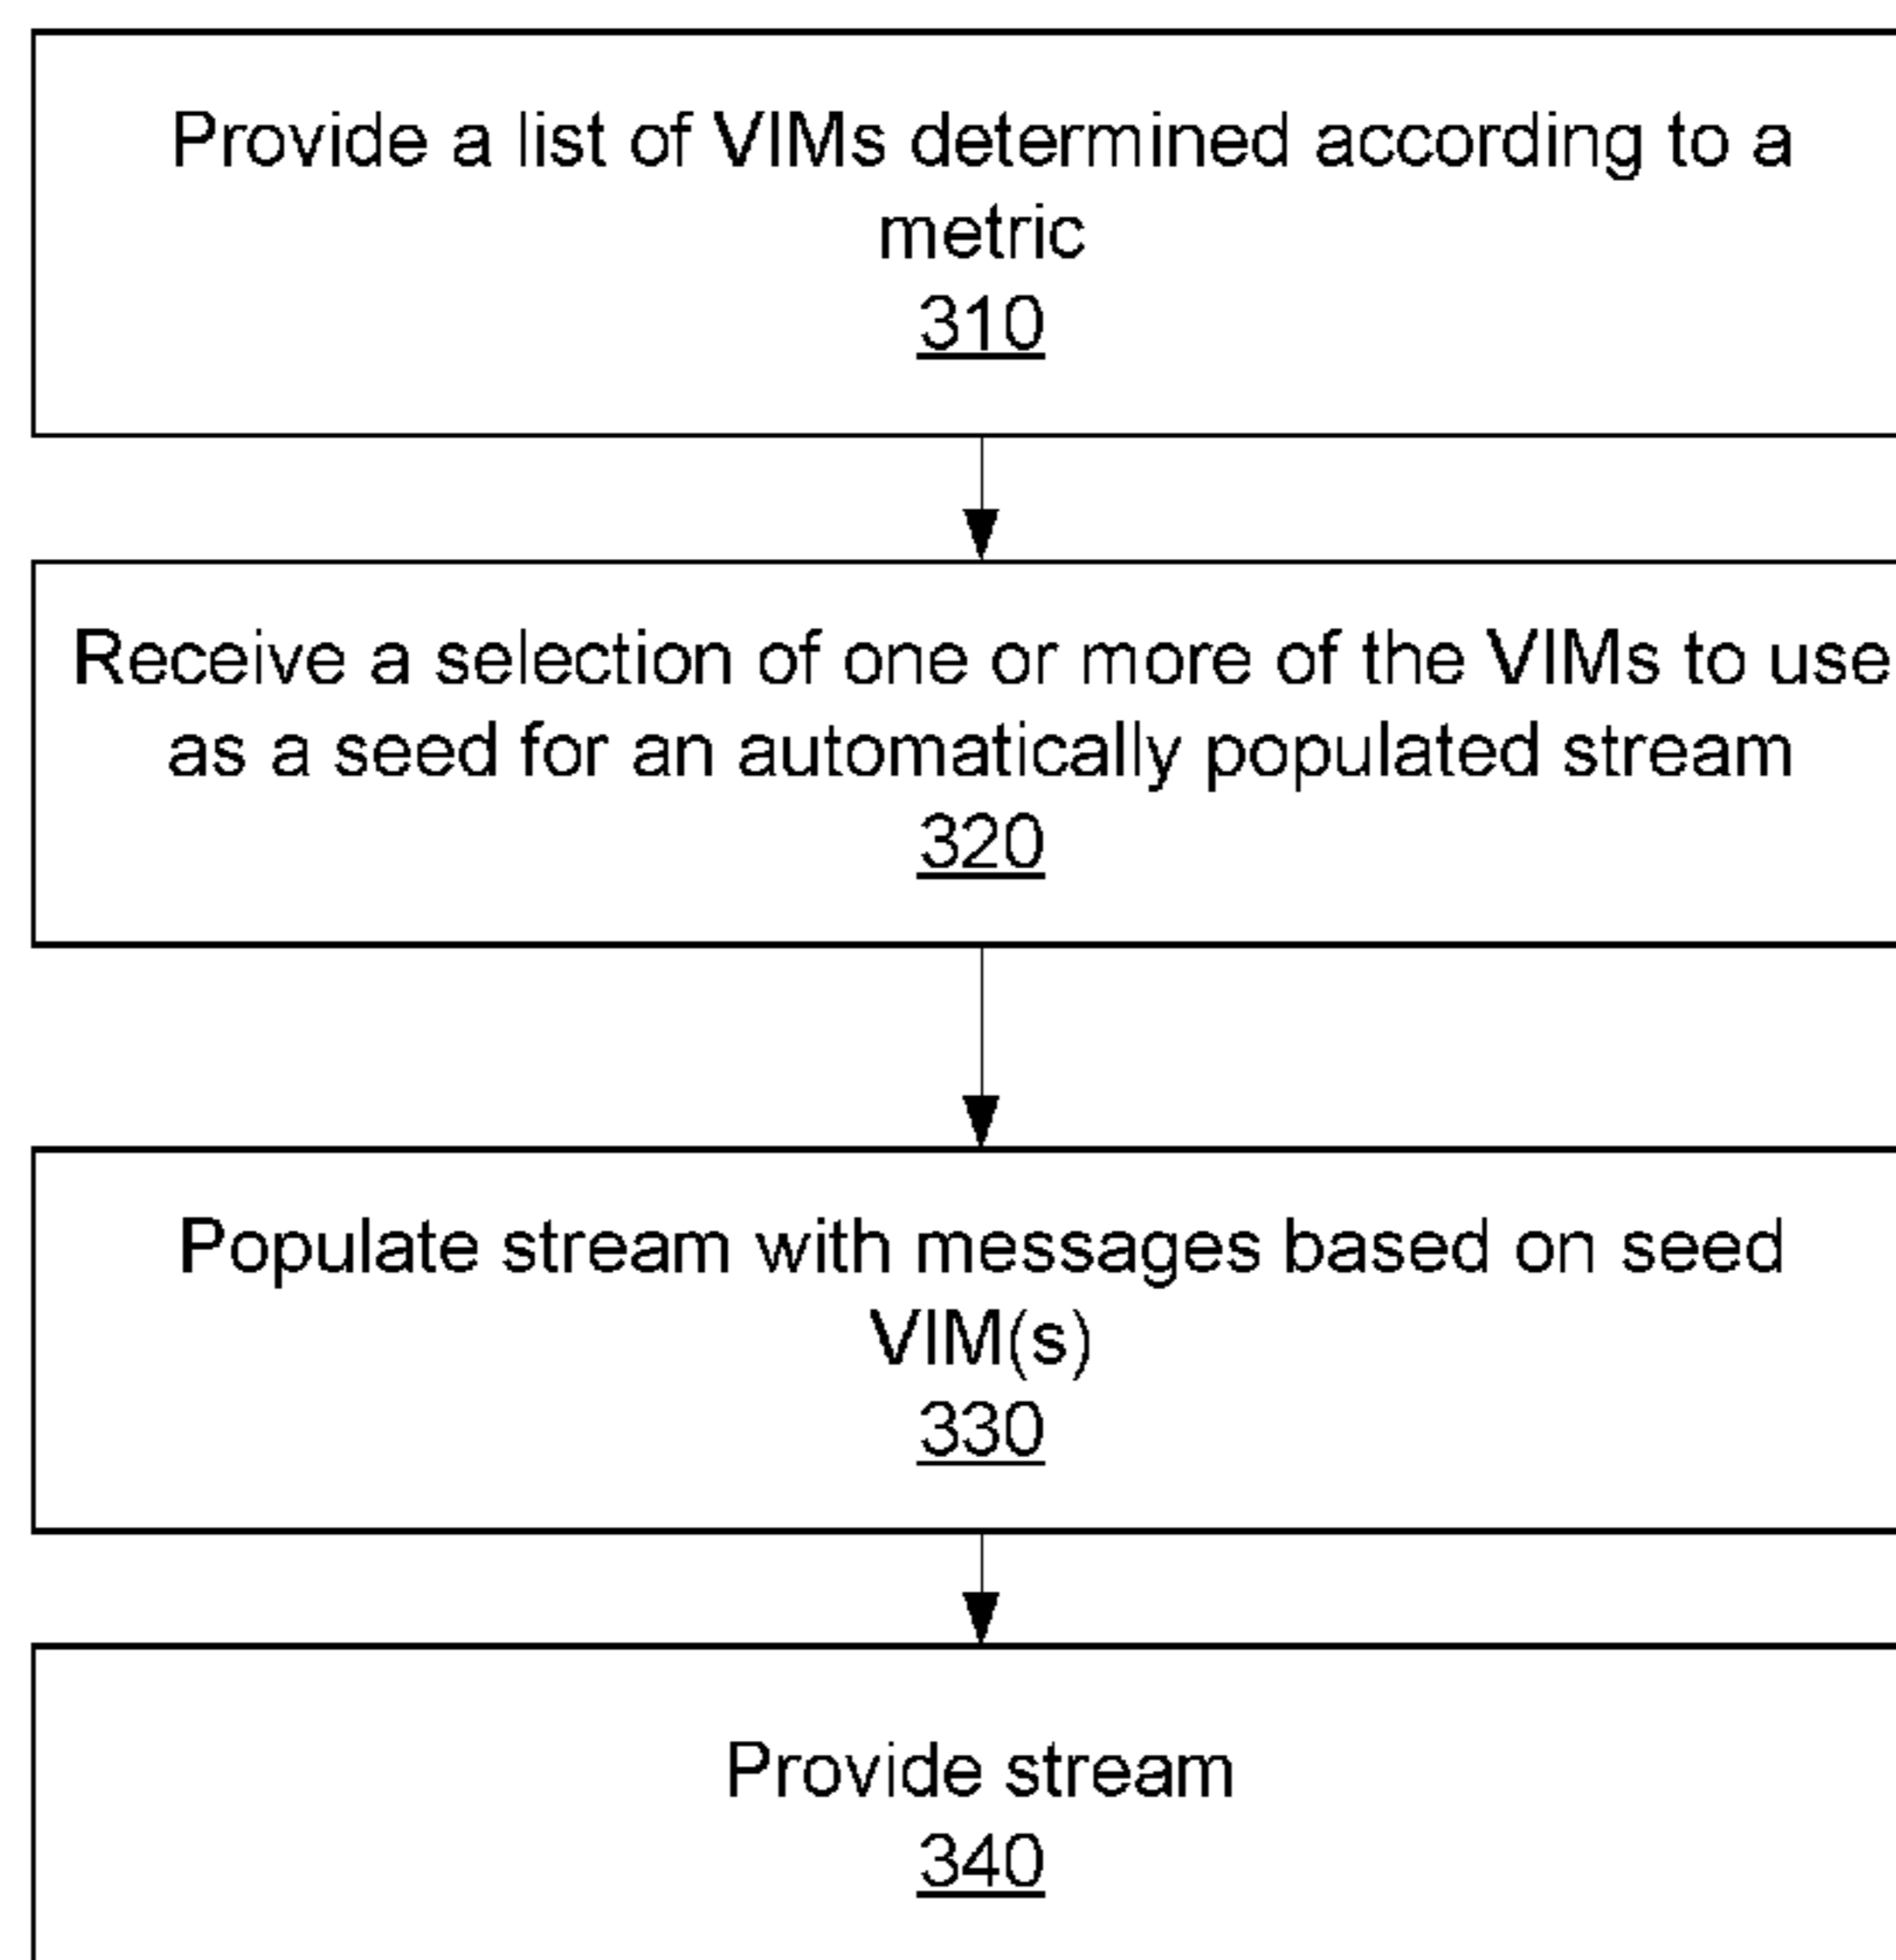 Provide a list of VIMs determined according to a
metric
310
Receive a selection of one or more of the VIMs to use
as a seed for an automatically populated stream
320
Populate stream with messages based on seed
VIM(s)
330
Provide stream
340